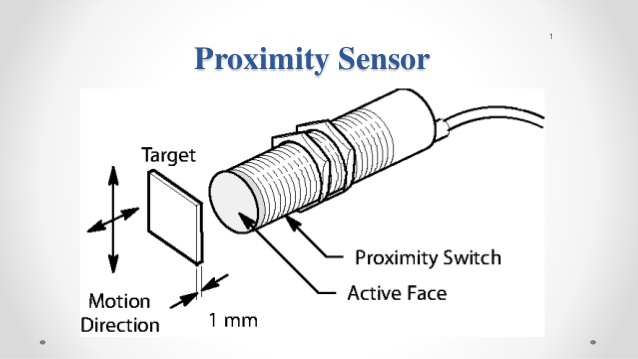 1
Proximity Sensor
Target
Proximity Switch
Active Face
Motion
Direction
1 mm